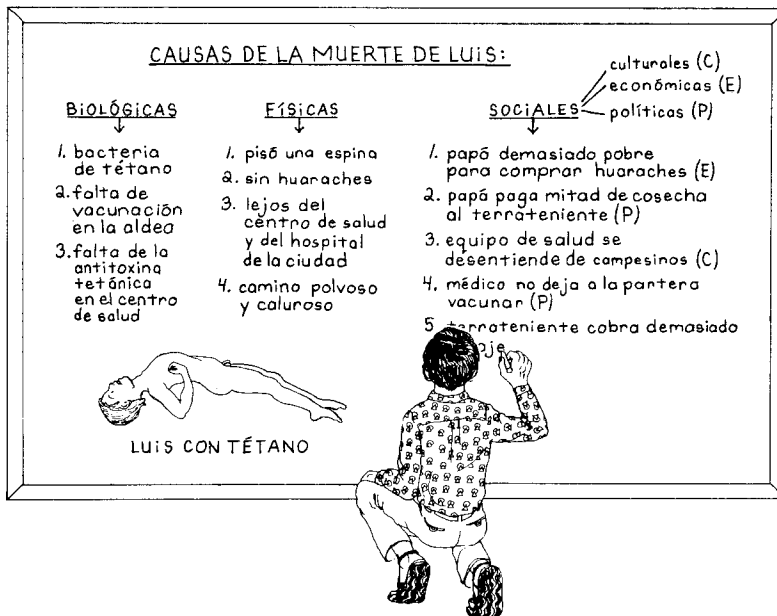 CAUSAS DE LA MUERTE DE LUIS:
BIOLÓGICAS
1. bacteria
de tétano
2. falta de
vacunación
en la aldea
3. falta de la
antitoxina
tetánica
en el centro
de salud
FÍSICAS
1. pisó una espina
2. sin huaraches
3. lejos del
centro de salud
y del hospital
de la ciudad
4. camino polvoso
y caluroso
SOCIALES
culturales (C)
económicas (E)
políticas (P)
1. papá demasiado pobre
para comprar huaraches (E)
2. papá paga mitad de cosecha
al terrateniente (P)
3. equipo de salud se
desentiende de campesinos (C)
4. médico no deja a la partera
vacunar (P)
5. terrateniente cobra demasiado
LUIS CON TÉTANO